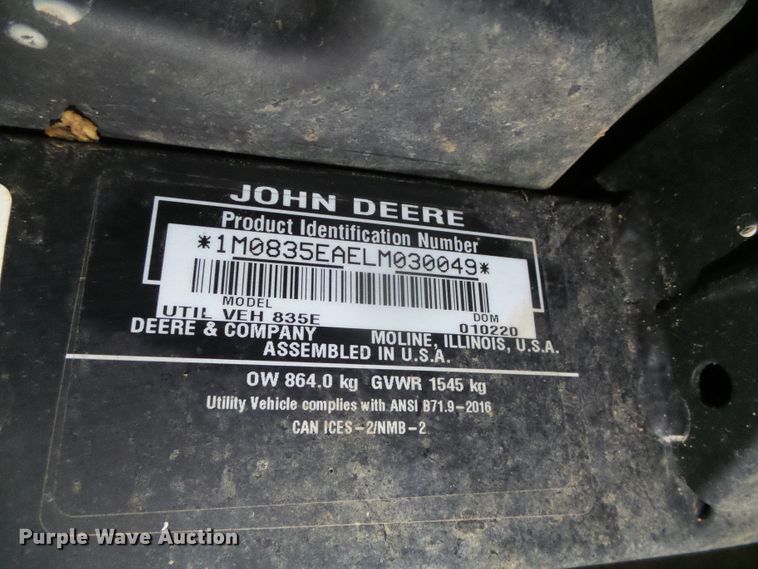 JOHN DEERE
Product Identification Number
*1M0835EAELM030049*
MODEL DOM
UTIL VEH 835E 010220
DEERE & COMPANY MOLINE, ILLINOIS, U.S.A.
ASSEMBLED IN U.S.A.
OW 864.0 kg GVWR 1545 kg
Utility Vehicle complies with ANSI B71.9-2016
CAN ICES-2/NMB-2
Purple Wave Auction